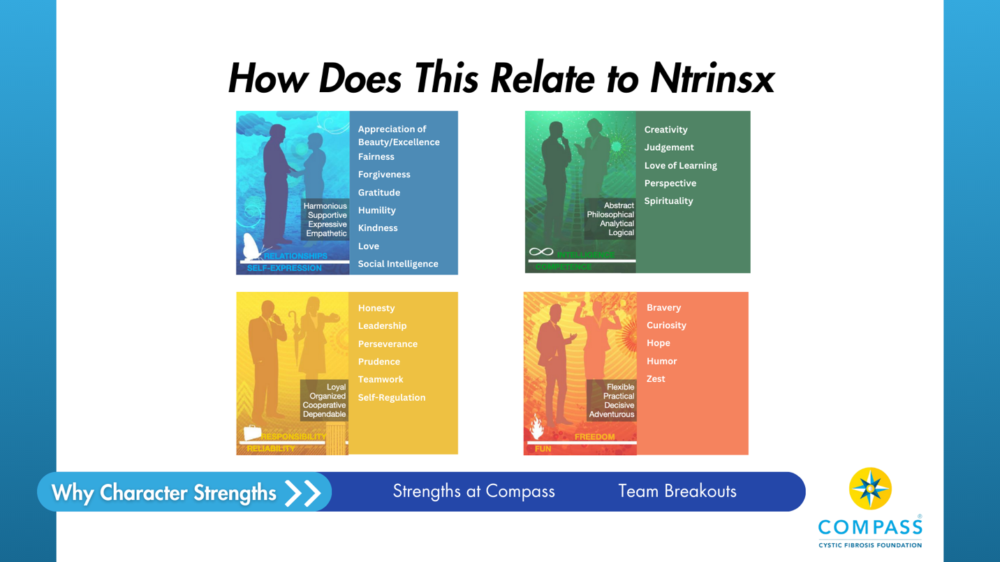 How Does This Relate to Ntrinsx
Appreciation of
Beauty/Excellence
Fairness
Forgiveness
Gratitude
Humility
Kindness
Love
Social Intelligence
Harmonious
Supportive
Expressive
Empathetic
RELATIONSHIPS
SELF-EXPRESSION
Creativity
Judgement
Love of Learning
Perspective
Spirituality
Abstract
Philosophical
Analytical
Logical
INTELLIGENCE
COMPETENCE
Honesty
Leadership
Perseverance
Prudence
Teamwork
Self-Regulation
Loyal
Organized
Cooperative
Dependable
RESPONSIBILITY
RELIABILITY
Bravery
Curiosity
Hope
Humor
Zest
Flexible
Practical
Decisive
Adventurous
FREEDOM
FUN
Why Character Strengths
Strengths at Compass
Team Breakouts
COMPASS®
CYSTIC FIBROSIS FOUNDATION